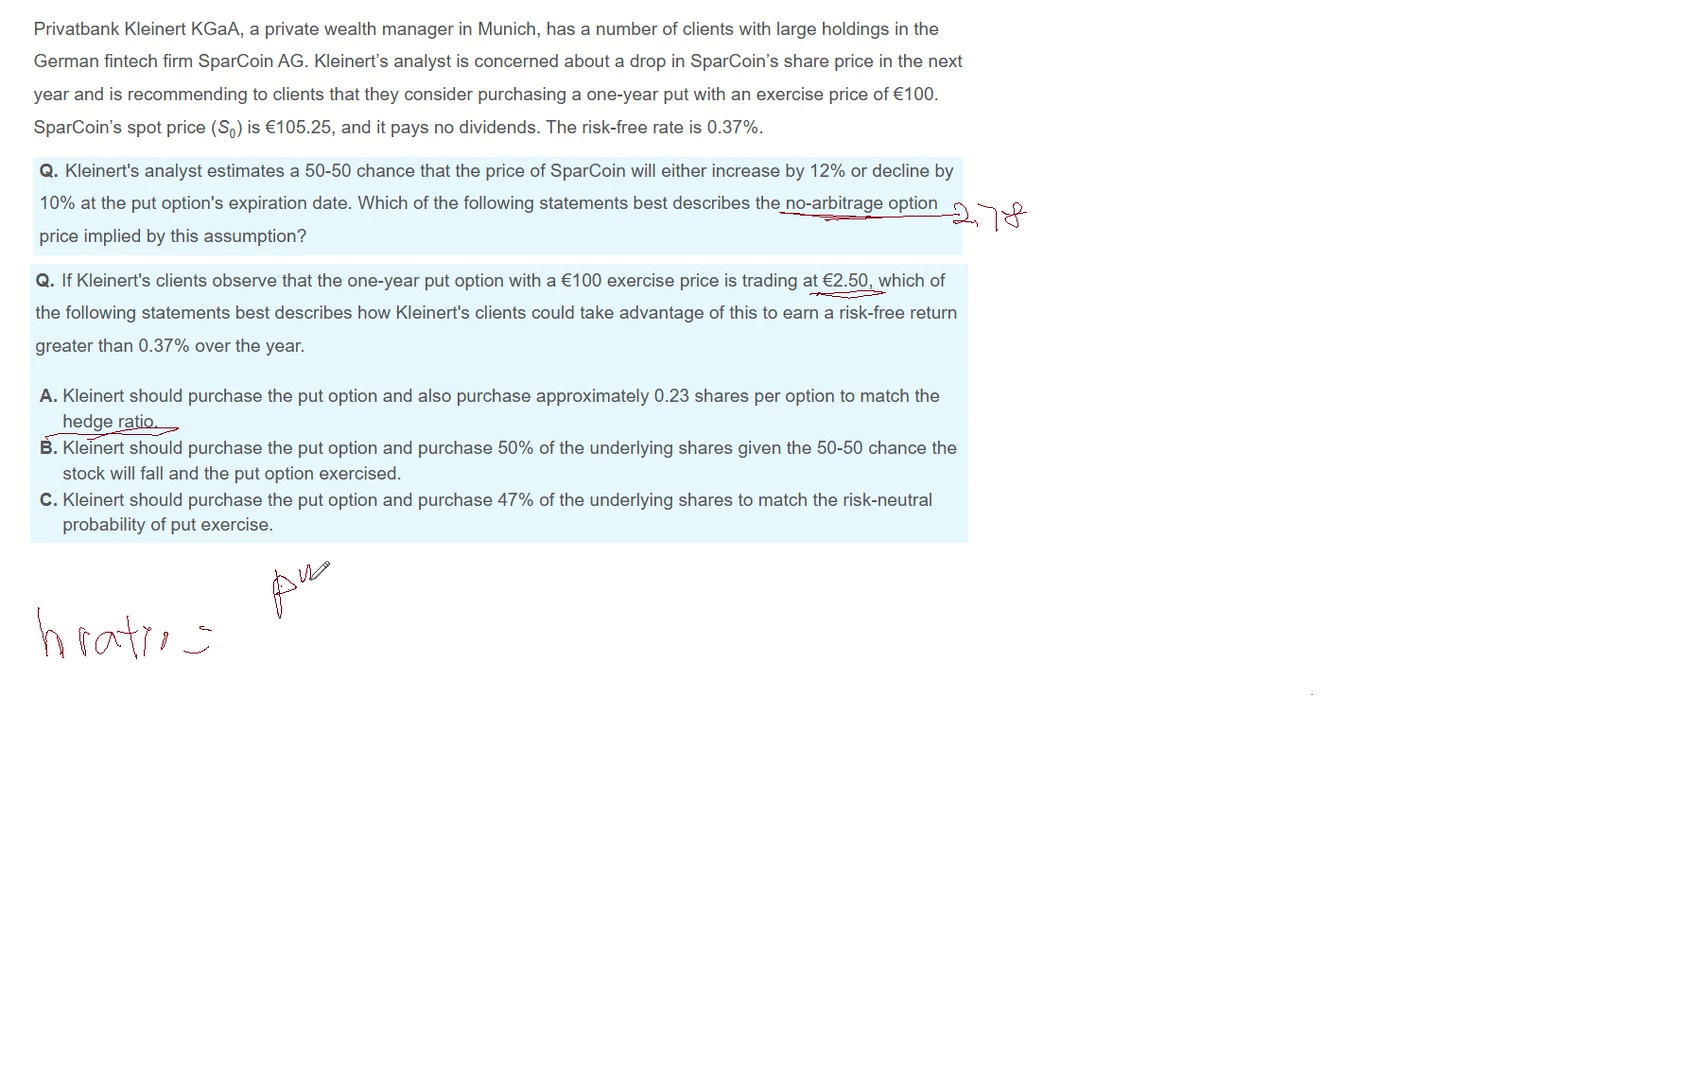 Privatbank Kleinert KGaA, a private wealth manager in Munich, has a number of clients with large holdings in the
German fintech firm SparCoin AG. Kleinert's analyst is concerned about a drop in SparCoin's share price in the next
year and is recommending to clients that they consider purchasing a one-year put with an exercise price of €100.
SparCoin's spot price (S₀) is €105.25, and it pays no dividends. The risk-free rate is 0.37%.
Q. Kleinert's analyst estimates a 50-50 chance that the price of SparCoin will either increase by 12% or decline by
10% at the put option's expiration date. Which of the following statements best describes the no-arbitrage option
2.78
price implied by this assumption?
Q. If Kleinert's clients observe that the one-year put option with a €100 exercise price is trading at €2.50, which of
the following statements best describes how Kleinert's clients could take advantage of this to earn a risk-free return
greater than 0.37% over the year.
A. Kleinert should purchase the put option and also purchase approximately 0.23 shares per option to match the
hedge ratio.
B. Kleinert should purchase the put option and purchase 50% of the underlying shares given the 50-50 chance the
stock will fall and the put option exercised.
C. Kleinert should purchase the put option and purchase 47% of the underlying shares to match the risk-neutral
probability of put exercise.
pu
h ratio =